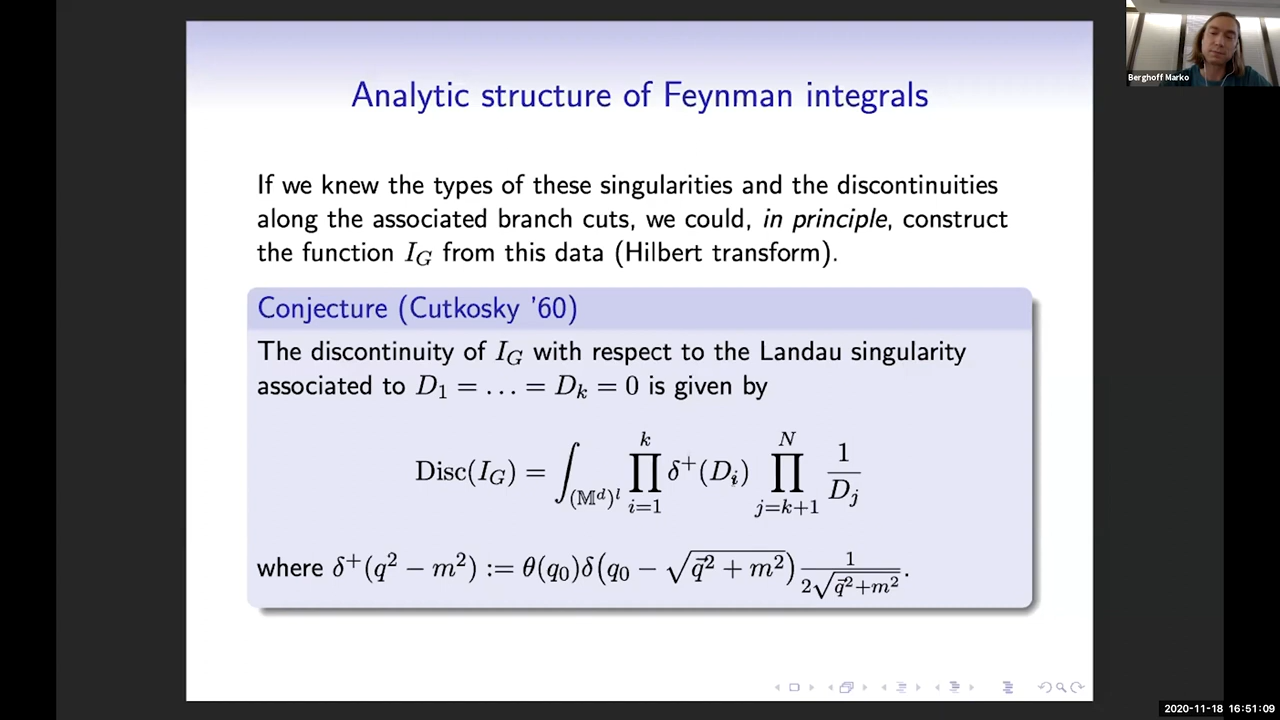 Berghoff Marko
Analytic structure of Feynman integrals
If we knew the types of these singularities and the discontinuities
along the associated branch cuts, we could, in principle, construct
the function I_G from this data (Hilbert transform).
Conjecture (Cutkosky '60)
The discontinuity of I_G with respect to the Landau singularity
associated to D_1 = … = D_k = 0 is given by
Disc(I_G) = ∫_{(𝕄^d)^l} ∏_{i=1}^{k} δ^+(D_i) ∏_{j=k+1}^{N} 1/D_j
where δ^+(q^2 − m^2) := θ(q_0)δ(q_0 − √(q⃗^2 + m^2)) 1/(2√(q⃗^2+m^2)).
2020-11-18 16:51:09